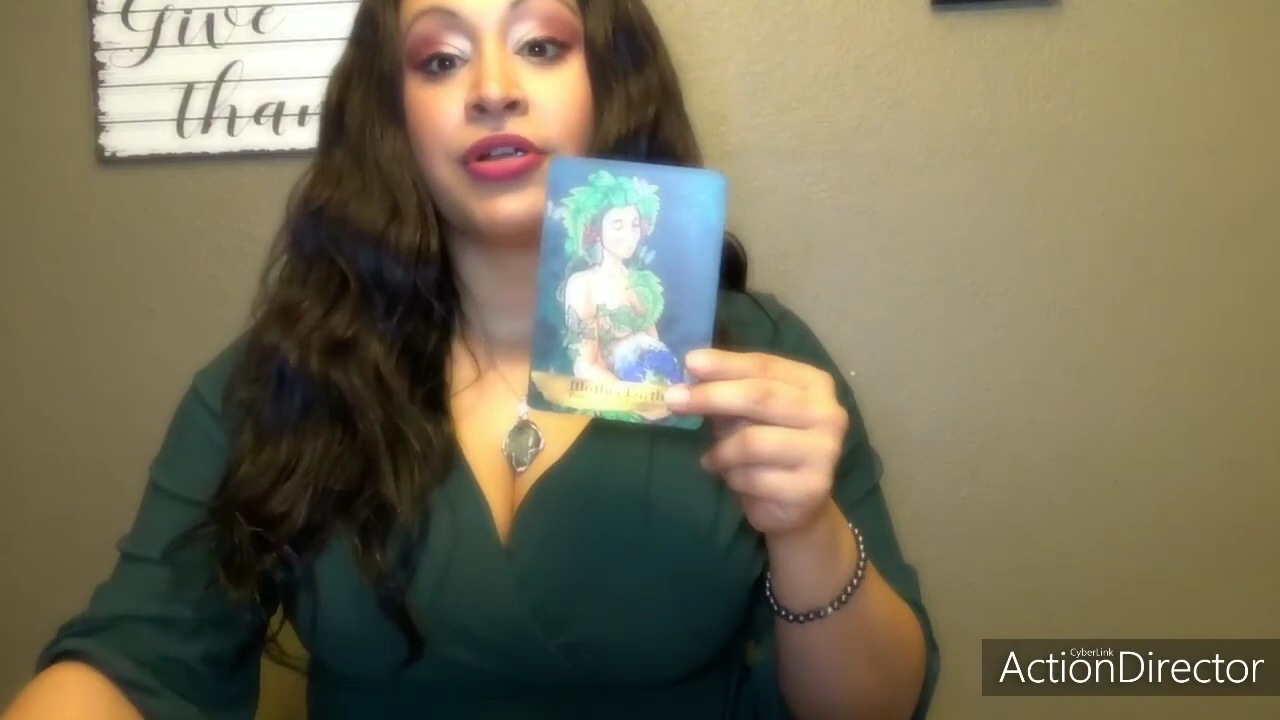 Give
than
Mother Earth
CyberLink
ActionDirector